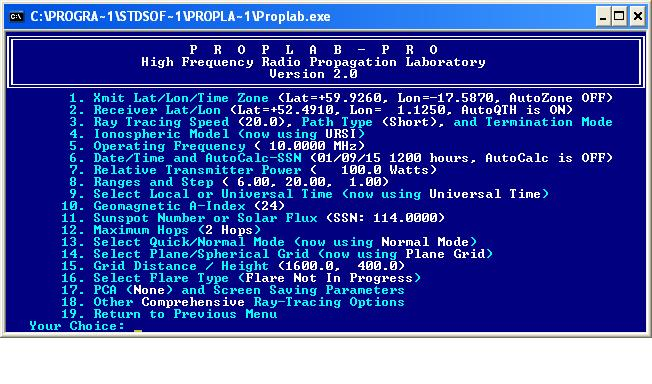 C:\PROGRA~1\STDSOF~1\PROPLA~1\Proplab.exe
P R O P L A B - P R O
High Frequency Radio Propagation Laboratory
Version 2.0
1. Xmit Lat/Lon/Time Zone (Lat=+59.9260, Lon=-17.5870, AutoZone OFF)
2. Receiver Lat/Lon (Lat=+52.4910, Lon= 1.1250, AutoQTH is ON)
3. Ray Tracing Speed (20.0), Path Type (Short), and Termination Mode
4. Ionospheric Model (now using URSI)
5. Operating Frequency ( 10.0000 MHz)
6. Date/Time and AutoCalc-SSN (01/09/15 1200 hours, AutoCalc is OFF)
7. Relative Transmitter Power ( 100.0 Watts)
8. Ranges and Step ( 6.00, 20.00, 1.00)
9. Select Local or Universal Time (now using Universal Time)
10. Geomagnetic A-Index (24)
11. Sunspot Number or Solar Flux (SSN: 114.0000)
12. Maximum Hops (2 Hops)
13. Select Quick/Normal Mode (now using Normal Mode)
14. Select Plane/Spherical Grid (now using Plane Grid)
15. Grid Distance / Height (1600.0, 400.0)
16. Select Flare Type (Flare Not In Progress)
17. PCA (None) and Screen Saving Parameters
18. Other Comprehensive Ray-Tracing Options
19. Return to Previous Menu
Your Choice: _